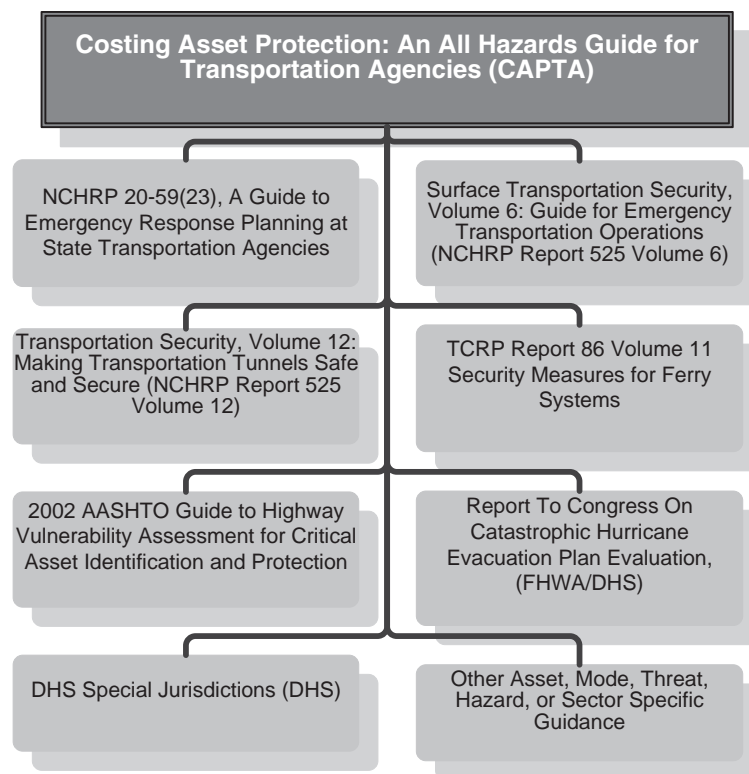 Costing Asset Protection: An All Hazards Guide for
Transportation Agencies (CAPTA)
NCHRP 20-59(23), A Guide to
Emergency Response Planning at
State Transportation Agencies
Surface Transportation Security,
Volume 6: Guide for Emergency
Transportation Operations
(NCHRP Report 525 Volume 6)
Transportation Security, Volume 12:
Making Transportation Tunnels Safe
and Secure (NCHRP Report 525
Volume 12)
TCRP Report 86 Volume 11
Security Measures for Ferry
Systems
2002 AASHTO Guide to Highway
Vulnerability Assessment for Critical
Asset Identification and Protection
Report To Congress On
Catastrophic Hurricane
Evacuation Plan Evaluation,
(FHWA/DHS)
DHS Special Jurisdictions (DHS)
Other Asset, Mode, Threat,
Hazard, or Sector Specific
Guidance